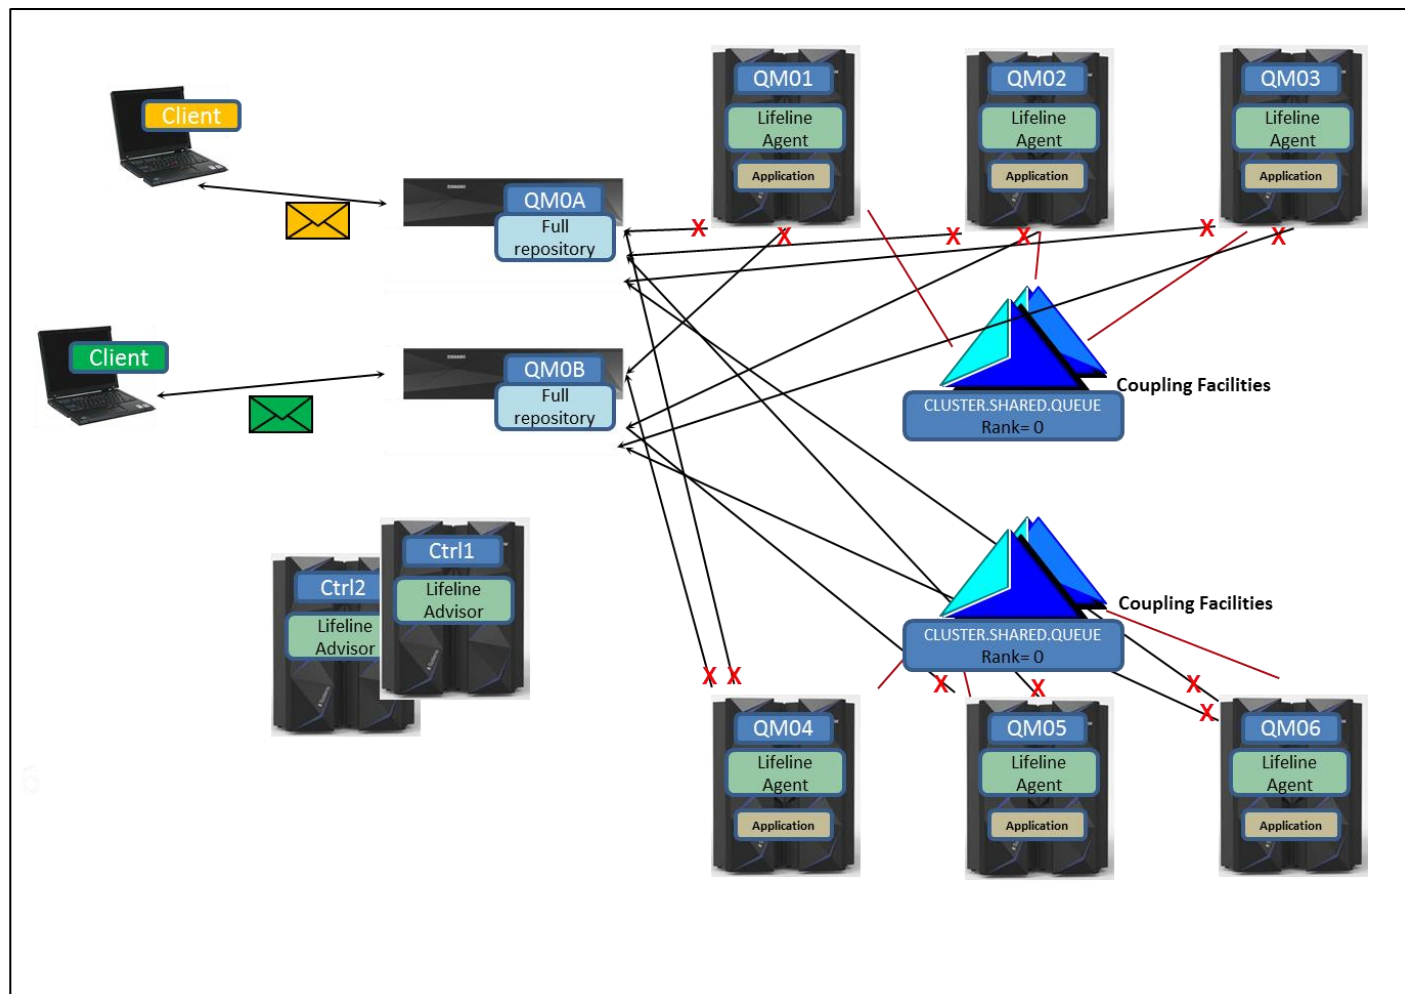 Client
QM0A
Full
repository
Client
QM0B
Full
repository
QM01
Lifeline
Agent
Application
QM02
Lifeline
Agent
Application
QM03
Lifeline
Agent
Application
X
X
X
X
X
X
Coupling Facilities
CLUSTER.SHARED.QUEUE
Rank= 0
Ctrl1
Lifeline
Advisor
Ctrl2
Lifeline
Advisor
Coupling Facilities
CLUSTER.SHARED.QUEUE
Rank= 0
X
X
X
X
X
X
QM04
Lifeline
Agent
Application
QM05
Lifeline
Agent
Application
QM06
Lifeline
Agent
Application